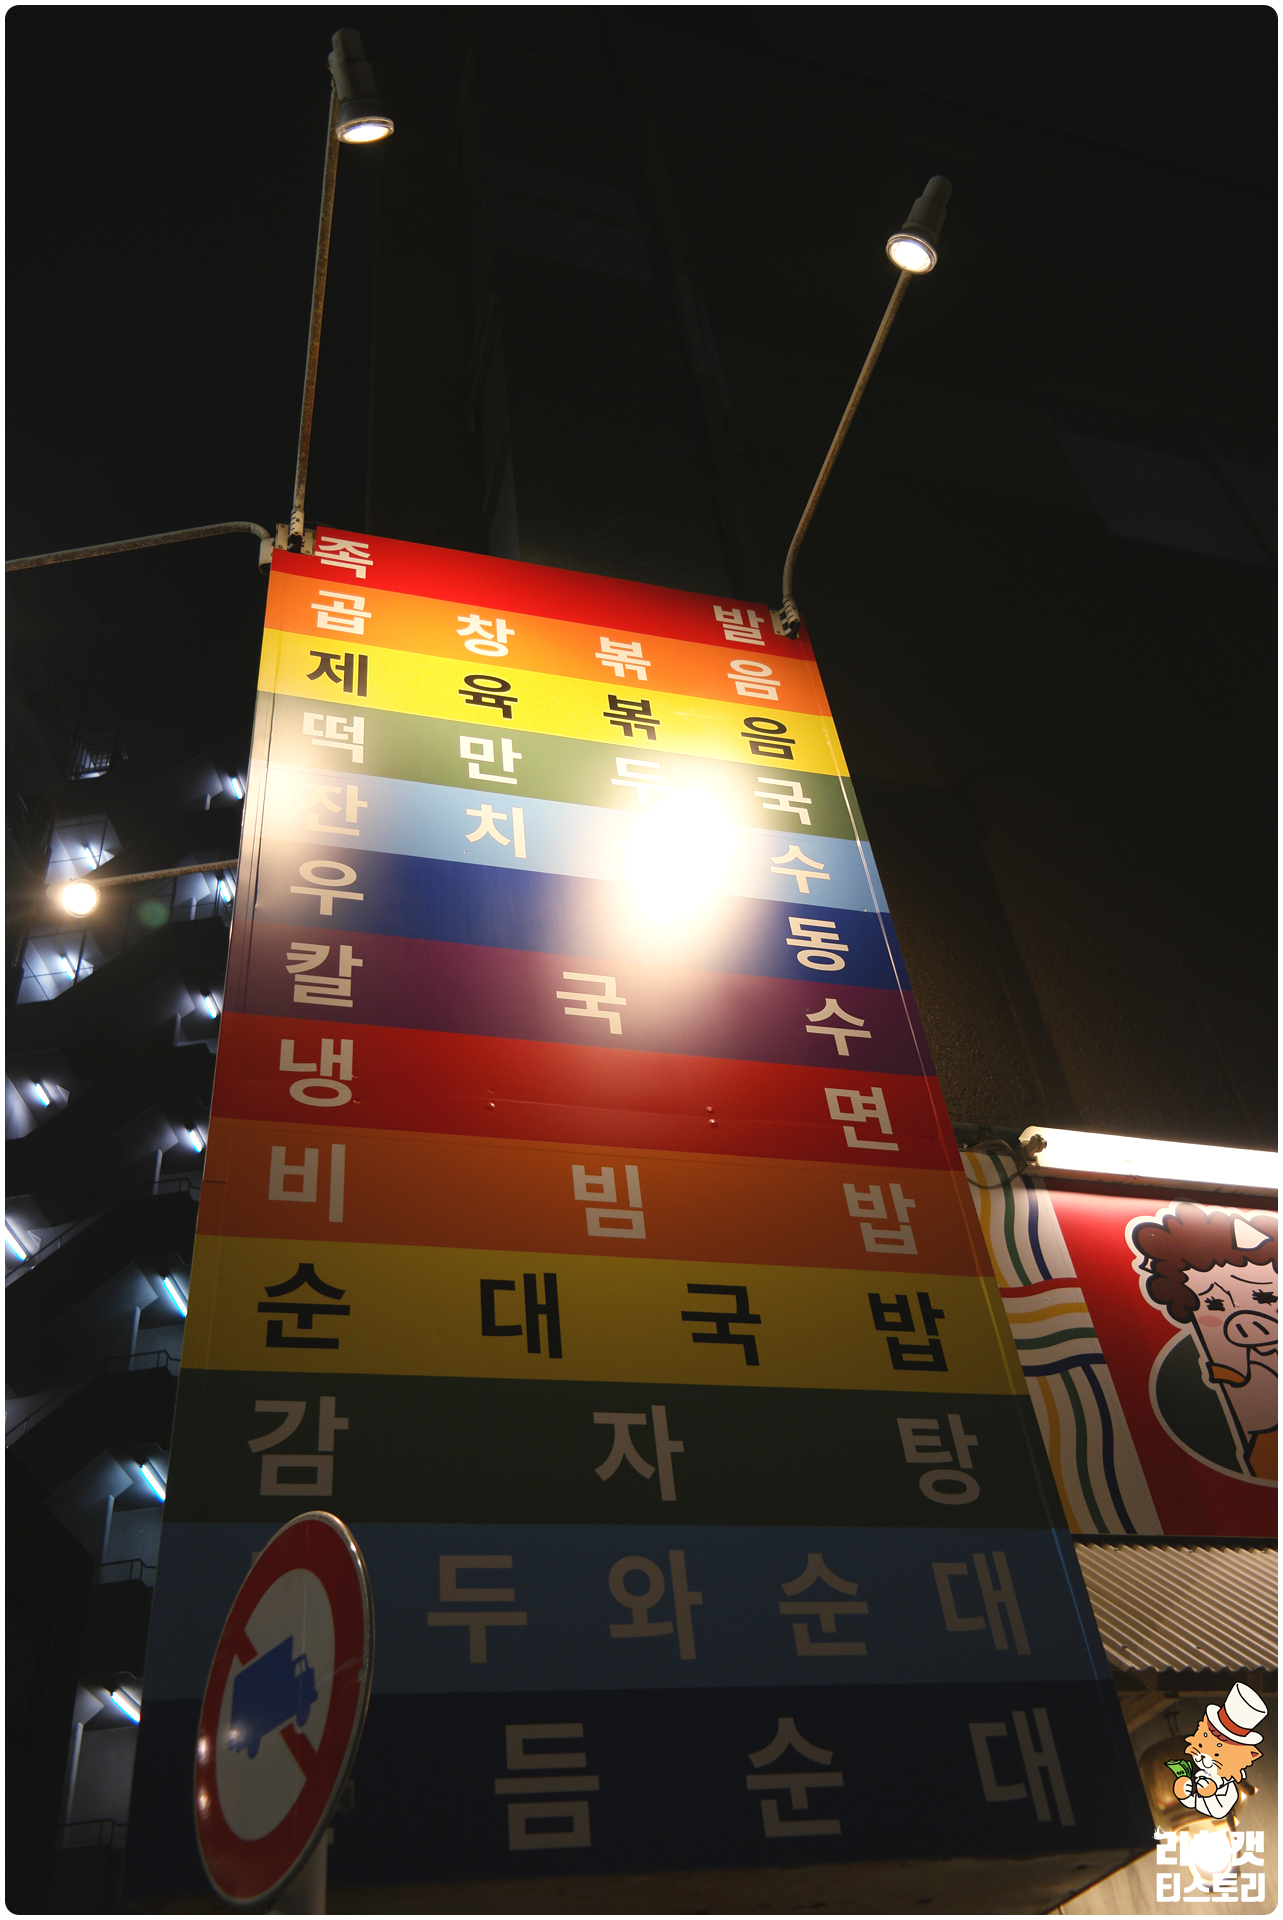 족발
곱창볶음
제육볶음
떡만두국
잔치 수
우동
칼국수
냉면
비빔밥
순대국밥
감자탕
두와순대
듬순대
티스토리